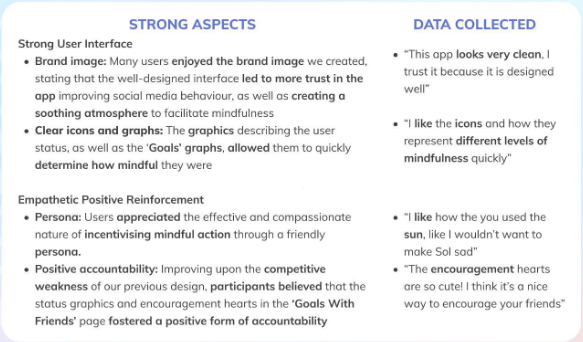 STRONG ASPECTS
Strong User Interface
• Brand image: Many users enjoyed the brand image we created,
stating that the well-designed interface led to more trust in the
app improving social media behaviour, as well as creating a
soothing atmosphere to facilitate mindfulness
• Clear icons and graphs: The graphics describing the user
status, as well as the ‘Goals’ graphs, allowed them to quickly
determine how mindful they were
Empathetic Positive Reinforcement
• Persona: Users appreciated the effective and compassionate
nature of incentivising mindful action through a friendly
persona.
• Positive accountability: Improving upon the competitive
weakness of our previous design, participants believed that the
status graphics and encouragement hearts in the ‘Goals With
Friends’ page fostered a positive form of accountability
DATA COLLECTED
• “This app looks very clean, I
trust it because it is designed
well”
• “I like the icons and how they
represent different levels of
mindfulness quickly”
• “I like how the you used the
sun, like I wouldn’t want to
make Sol sad”
• “The encouragement hearts
are so cute! I think it’s a nice
way to encourage your friends”